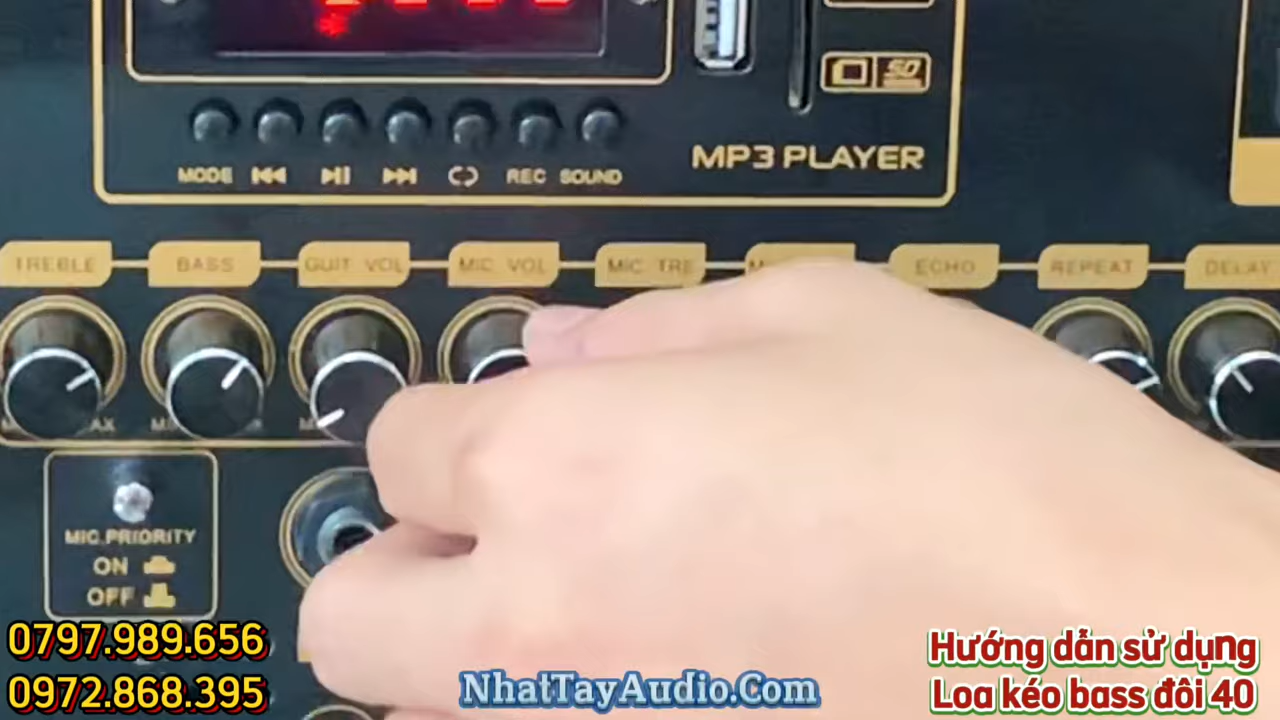 SD
MP3 PLAYER
MODE REC SOUND
TREBLE BASS GUIT VOL MIC VOL MIC TRE ECHO REPEAT DELAY
MIC.PRIORITY
ON
OFF
0797.989.656
0972.868.395
NhatTayAudio.Com
Hướng dẫn sử dụng
Loa kéo bass đôi 40